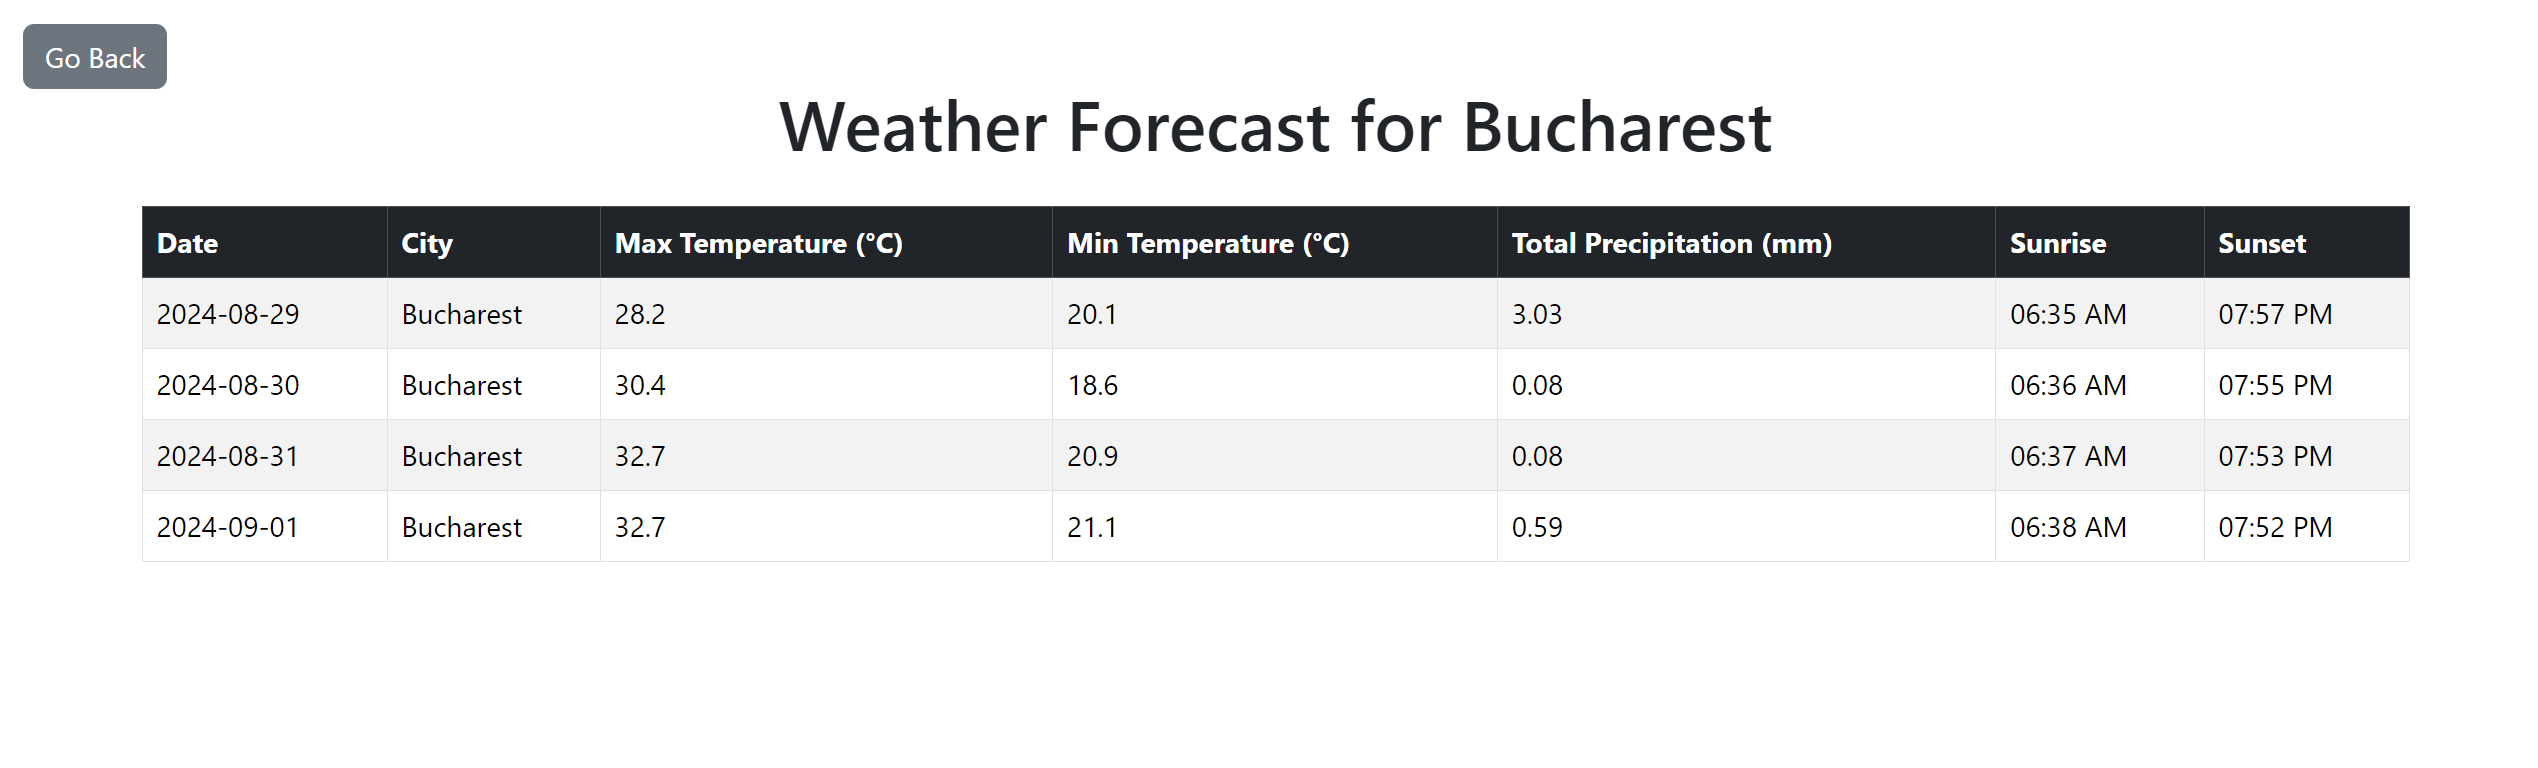 Go Back
Weather Forecast for Bucharest
Date City Max Temperature (°C) Min Temperature (°C) Total Precipitation (mm) Sunrise Sunset
2024-08-29 Bucharest 28.2 20.1 3.03 06:35 AM 07:57 PM
2024-08-30 Bucharest 30.4 18.6 0.08 06:36 AM 07:55 PM
2024-08-31 Bucharest 32.7 20.9 0.08 06:37 AM 07:53 PM
2024-09-01 Bucharest 32.7 21.1 0.59 06:38 AM 07:52 PM